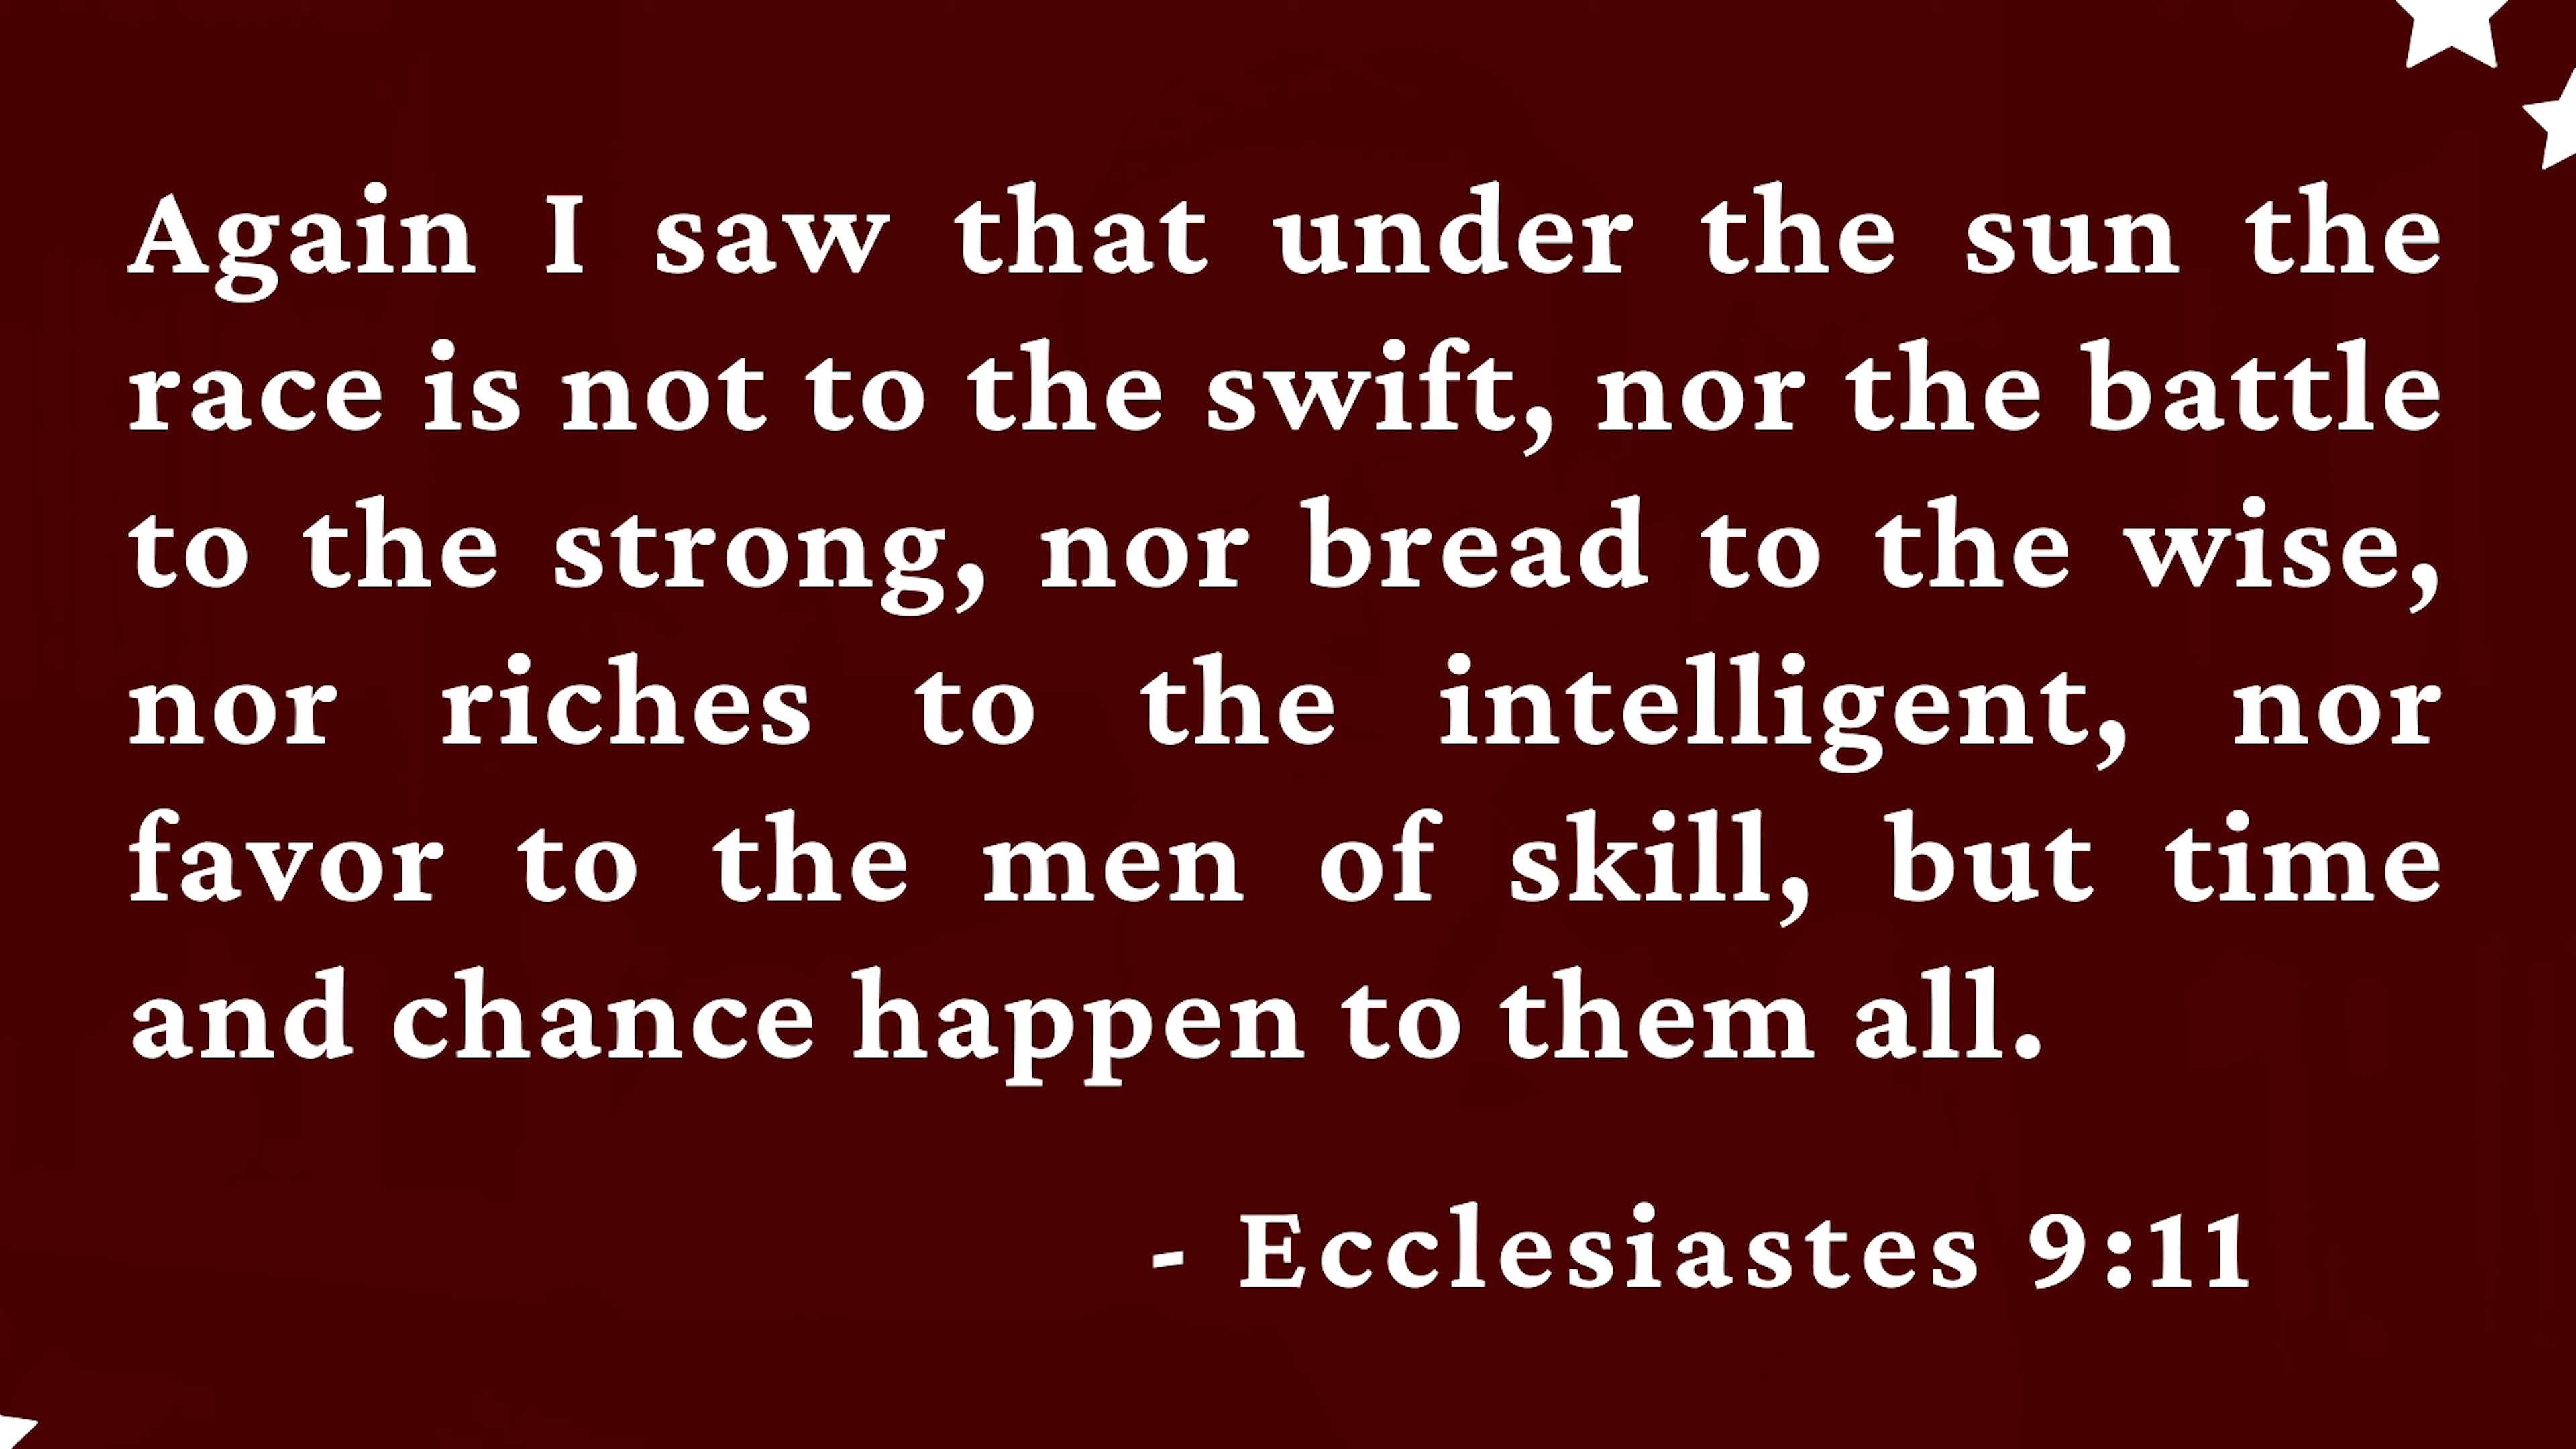 Again I saw that under the sun the
race is not to the swift, nor the battle
to the strong, nor bread to the wise,
nor riches to the intelligent, nor
favor to the men of skill, but time
and chance happen to them all.
- Ecclesiastes 9:11